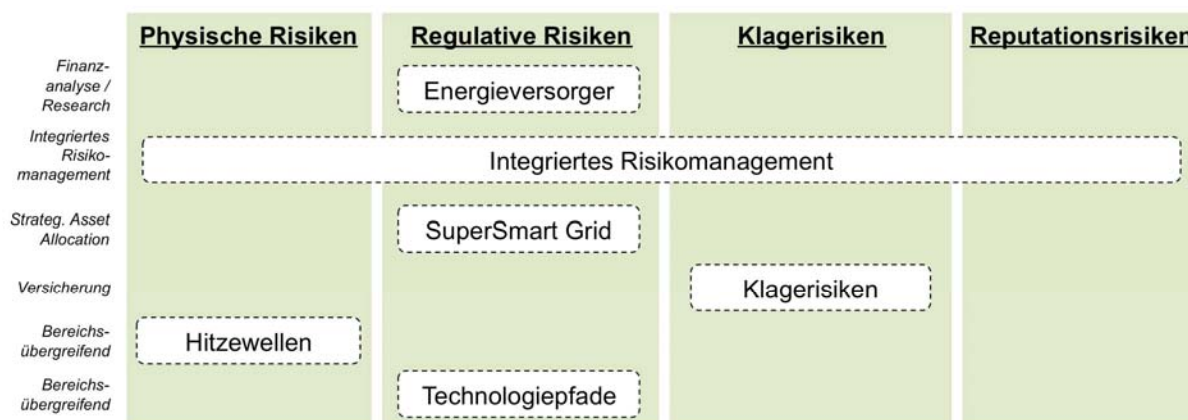 Physische Risiken Regulative Risiken Klagerisiken Reputationsrisiken
Finanz-
analyse /
Research
Energieversorger
Integriertes
Risiko-
management
Integriertes Risikomanagement
Strateg. Asset
Allocation
SuperSmart Grid
Versicherung
Klagerisiken
Bereichs-
übergreifend
Hitzewellen
Bereichs-
übergreifend
Technologiepfade